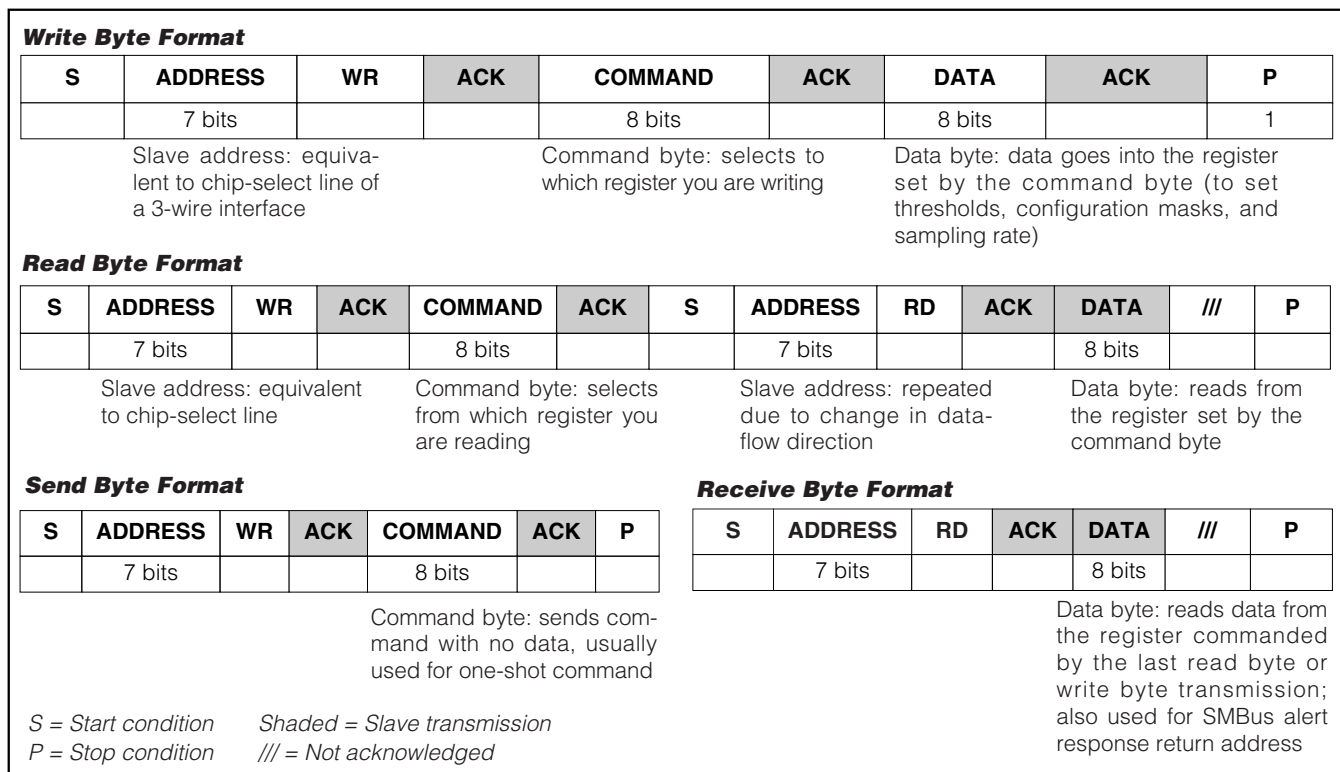 Write Byte Format
S ADDRESS WR ACK COMMAND ACK DATA ACK P
7 bits 8 bits 8 bits 1
Slave address: equiva-
lent to chip-select line of
a 3-wire interface
Command byte: selects to
which register you are writing
Data byte: data goes into the register
set by the command byte (to set
thresholds, configuration masks, and
sampling rate)
Read Byte Format
S ADDRESS WR ACK COMMAND ACK S ADDRESS RD ACK DATA /// P
7 bits 8 bits 7 bits 8 bits
Slave address: equivalent
to chip-select line
Command byte: selects
from which register you
are reading
Slave address: repeated
due to change in data-
flow direction
Data byte: reads from
the register set by the
command byte
Send Byte Format
S ADDRESS WR ACK COMMAND ACK P
7 bits 8 bits
Command byte: sends com-
mand with no data, usually
used for one-shot command
Receive Byte Format
S ADDRESS RD ACK DATA /// P
7 bits 8 bits
Data byte: reads data from
the register commanded
by the last read byte or
write byte transmission;
also used for SMBus alert
response return address
S = Start condition Shaded = Slave transmission
P = Stop condition /// = Not acknowledged